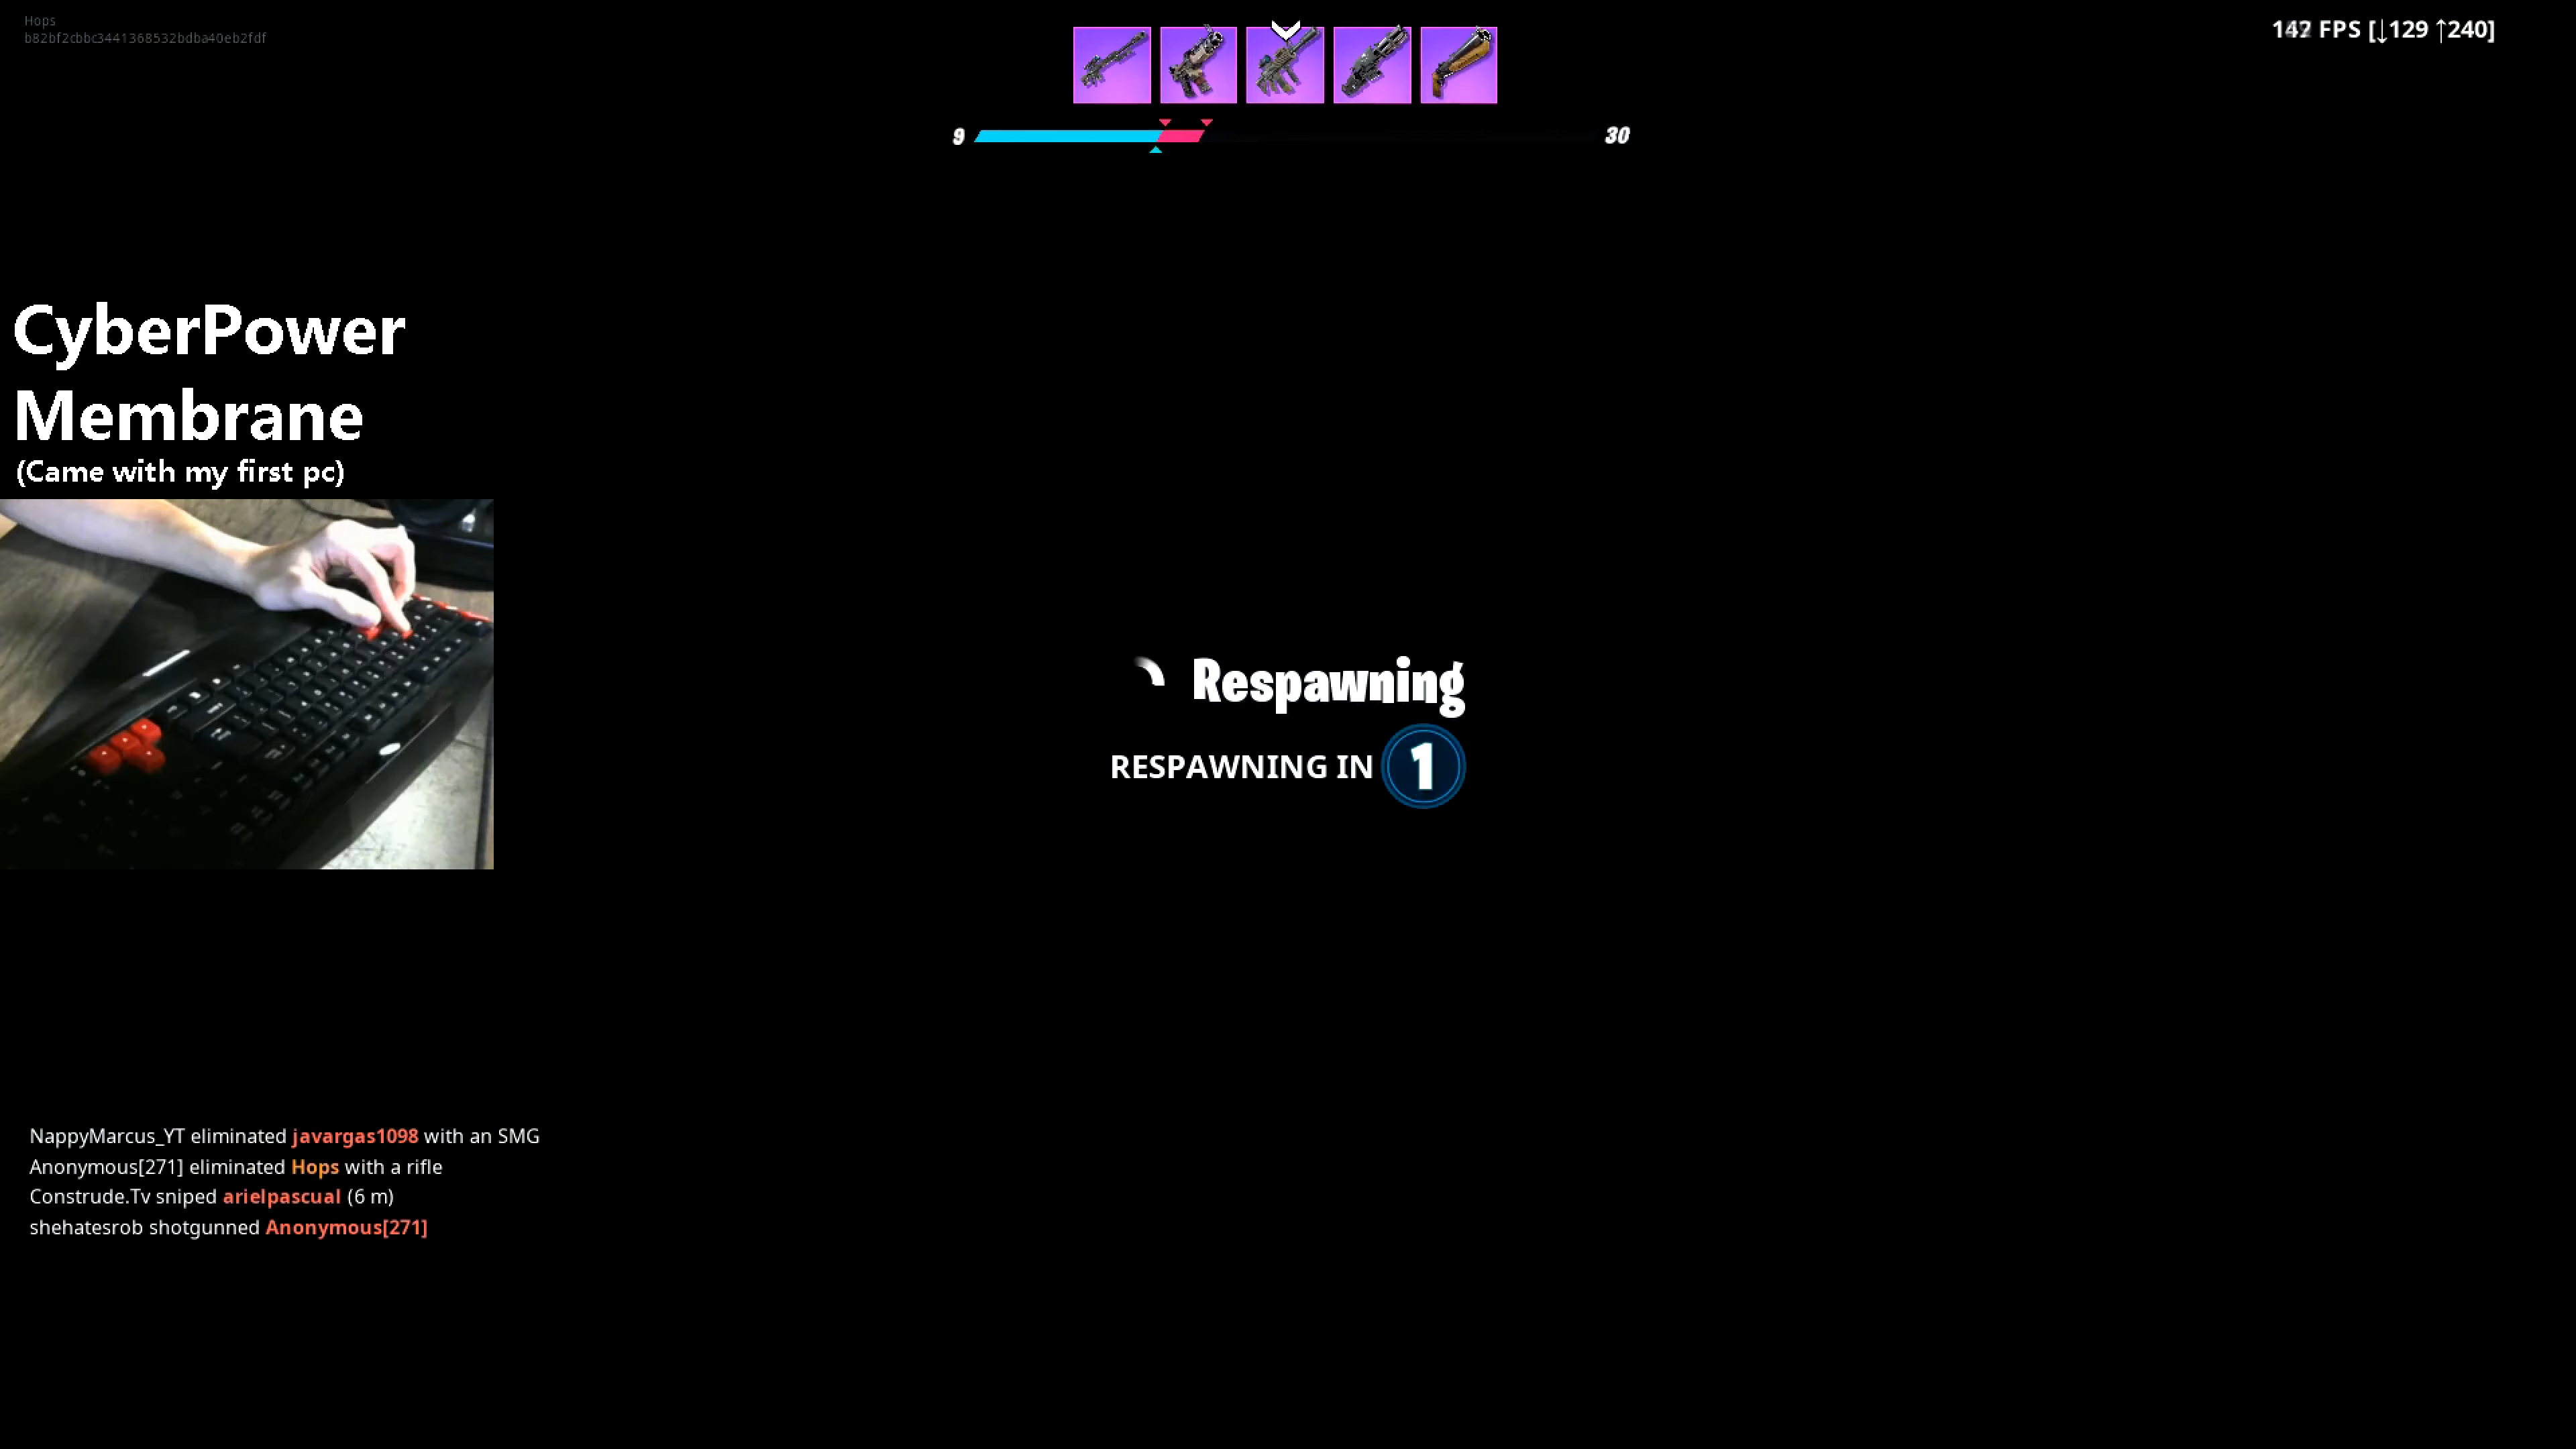 Hops
b82bf2cbbc3441368532bdba40eb2fdf
FPS [↓129 ↑240]
9
30
CyberPower
Membrane
(Came with my first pc)
Respawning
RESPAWNING IN 1
NappyMarcus_YT eliminated javargas1098 with an SMG
Anonymous[271] eliminated Hops with a rifle
Construde.Tv sniped arielpascual (6 m)
shehatesrob shotgunned Anonymous[271]